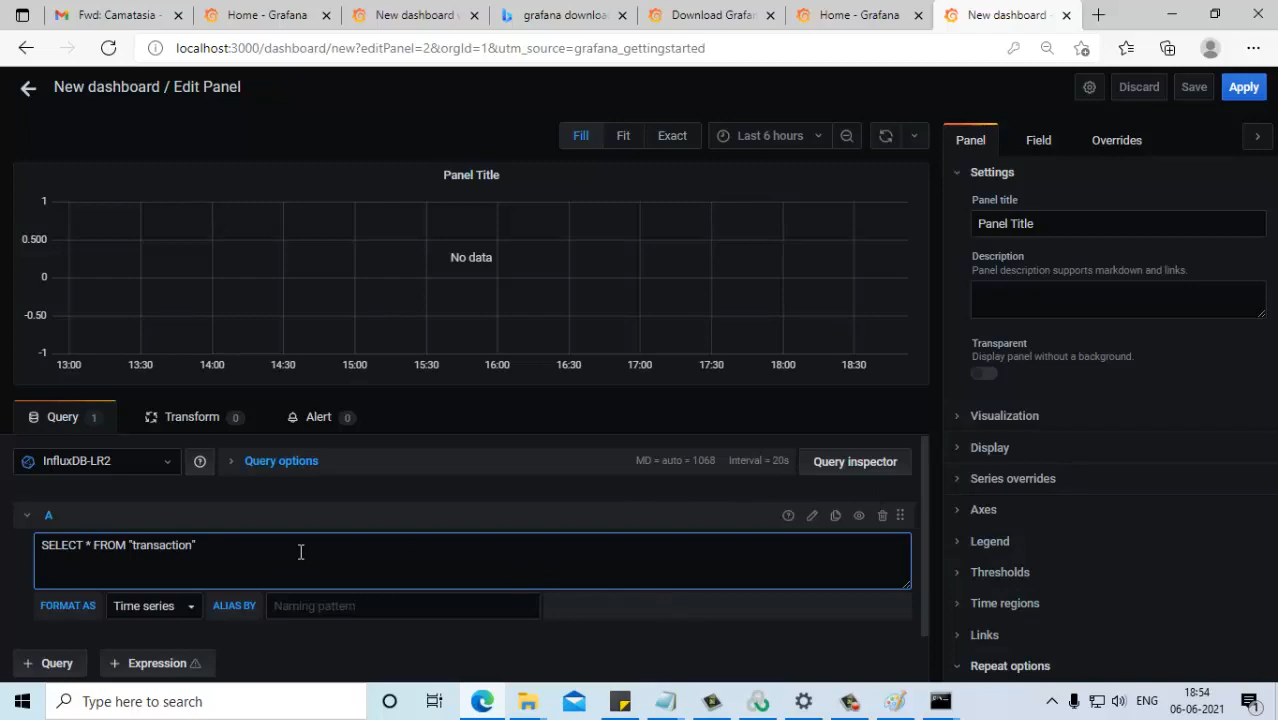 Fwd: Camatasia -
Home - Grafana
New dashboard
grafana downloa
Download Grafan
Home - Grafana
New dashboard -
localhost:3000/dashboard/new?editPanel=2&orgId=1&utm_source=grafana_gettingstarted
New dashboard / Edit Panel
Discard
Save
Apply
Fill
Fit
Exact
Last 6 hours
Panel
Field
Overrides
Panel Title
1
0.500
0
-0.50
-1
No data
13:00
13:30
14:00
14:30
15:00
15:30
16:00
16:30
17:00
17:30
18:00
18:30
Settings
Panel title
Panel Title
Description
Panel description supports markdown and links.
Transparent
Display panel without a background.
Query 1
Transform 0
Alert 0
InfluxDB-LR2
Query options
MD = auto = 1068
Interval = 20s
Query inspector
A
SELECT * FROM "transaction"
FORMAT AS
Time series
ALIAS BY
Naming pattern
+ Query
+ Expression
Visualization
Display
Series overrides
Axes
Legend
Thresholds
Time regions
Links
Repeat options
Type here to search
ENG
18:54
06-06-2021
1